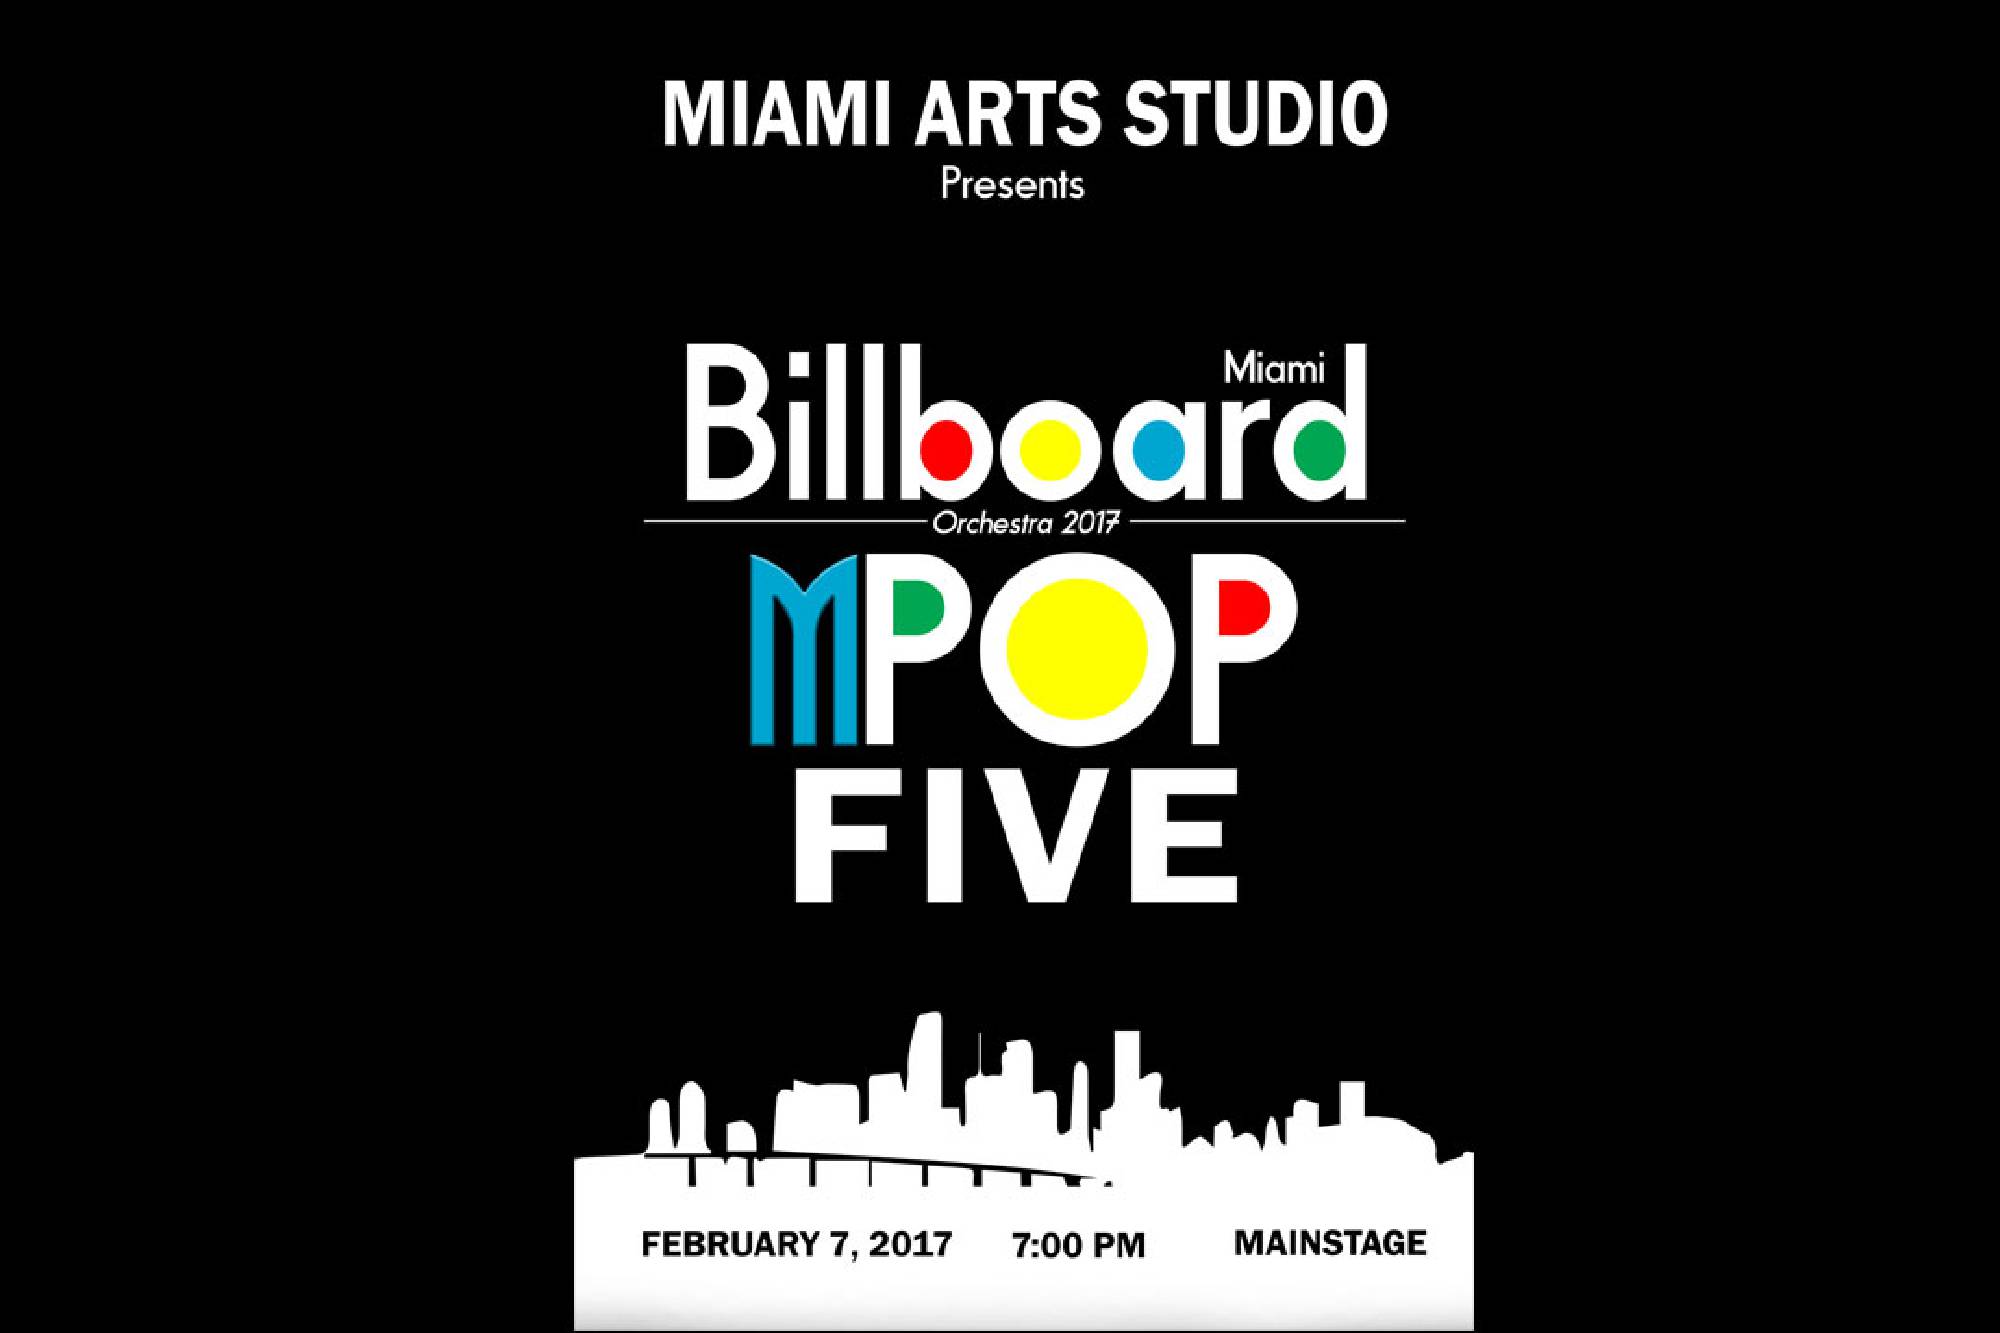 MIAMI ARTS STUDIO
Presents
Miami
Billboard
Orchestra 2017
MPOP
FIVE
FEBRUARY 7, 2017 7:00 PM MAINSTAGE